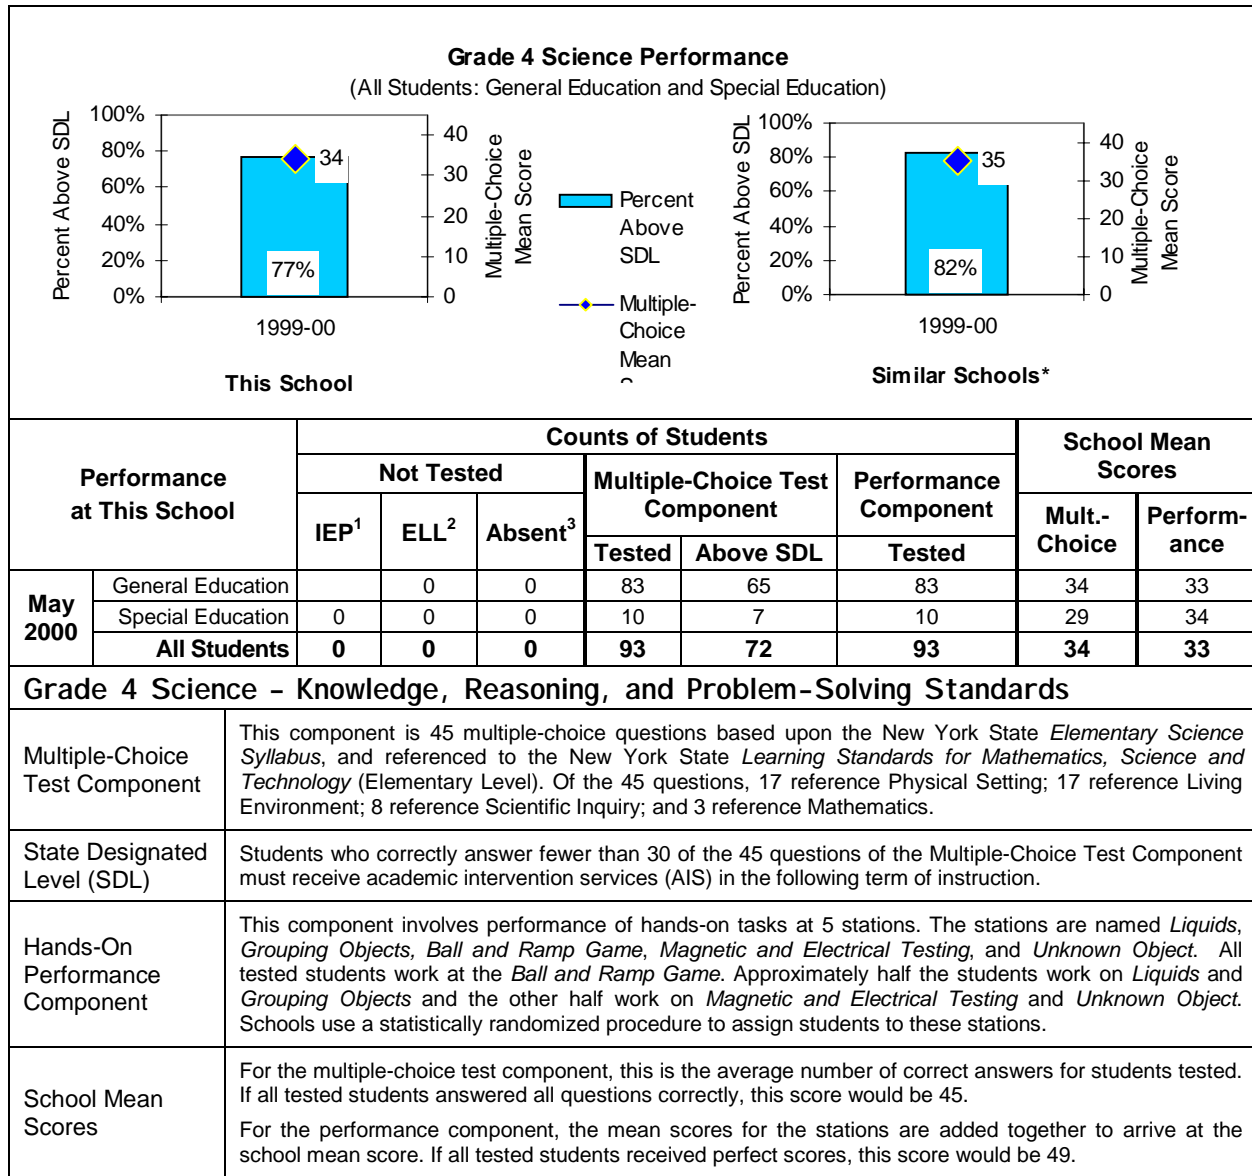 Grade 4 Science Performance
(All Students: General Education and Special Education)
Percent Above SDL
100%
80%
60%
40%
20%
0%
34
77%
40
30
20
10
0
Multiple-Choice
Mean Score
1999-00
This School
Percent
Above
SDL
Multiple-
Choice
Mean
Percent Above SDL
100%
80%
60%
40%
20%
0%
35
82%
40
30
20
10
0
Multiple-Choice
Mean Score
1999-00
Similar Schools*
Performance
at This School
Counts of Students
School Mean
Scores
Not Tested
Multiple-Choice Test
Component
Performance
Component
IEP1 ELL2 Absent3
Mult.-
Choice
Perform-
ance
Tested Above SDL Tested
May
2000
General Education 0 0 83 65 83 34 33
Special Education 0 0 0 10 7 10 29 34
All Students 0 0 0 93 72 93 34 33
Grade 4 Science – Knowledge, Reasoning, and Problem-Solving Standards
Multiple-Choice
Test Component
This component is 45 multiple-choice questions based upon the New York State Elementary Science
Syllabus, and referenced to the New York State Learning Standards for Mathematics, Science and
Technology (Elementary Level). Of the 45 questions, 17 reference Physical Setting; 17 reference Living
Environment; 8 reference Scientific Inquiry; and 3 reference Mathematics.
State Designated
Level (SDL)
Students who correctly answer fewer than 30 of the 45 questions of the Multiple-Choice Test Component
must receive academic intervention services (AIS) in the following term of instruction.
Hands-On
Performance
Component
This component involves performance of hands-on tasks at 5 stations. The stations are named Liquids,
Grouping Objects, Ball and Ramp Game, Magnetic and Electrical Testing, and Unknown Object. All
tested students work at the Ball and Ramp Game. Approximately half the students work on Liquids and
Grouping Objects and the other half work on Magnetic and Electrical Testing and Unknown Object.
Schools use a statistically randomized procedure to assign students to these stations.
School Mean
Scores
For the multiple-choice test component, this is the average number of correct answers for students tested.
If all tested students answered all questions correctly, this score would be 45.
For the performance component, the mean scores for the stations are added together to arrive at the
school mean score. If all tested students received perfect scores, this score would be 49.